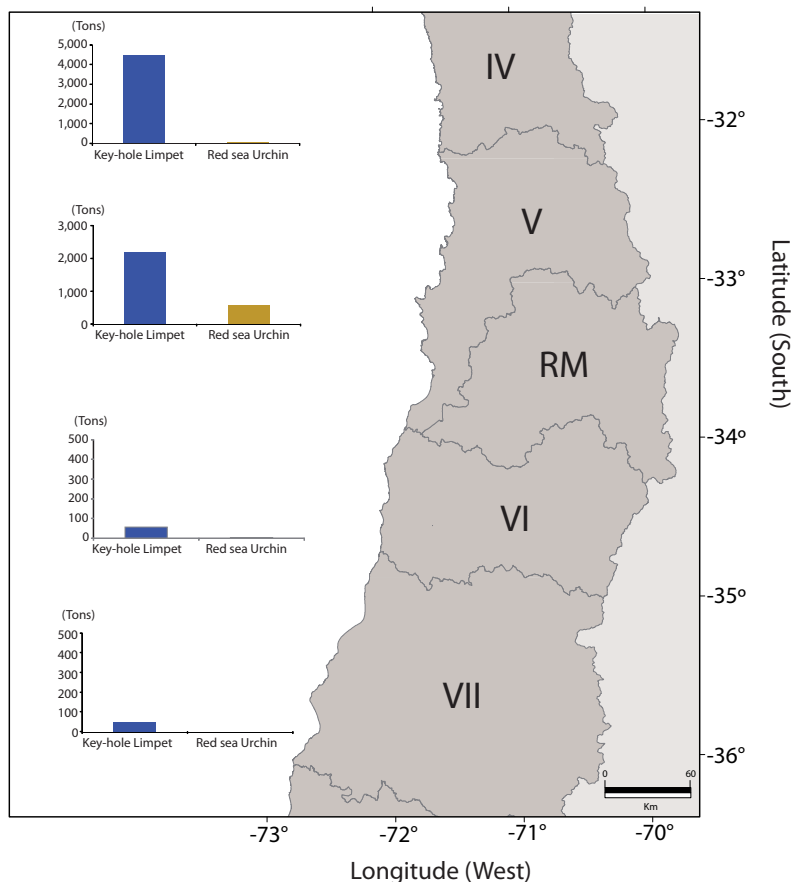 (Tons)
5,000
4,000
3,000
2,000
1,000
0
Key-hole Limpet Red sea Urchin
(Tons)
3,000
2,000
1,000
0
Key-hole Limpet Red sea Urchin
(Tons)
500
400
300
200
100
0
Key-hole Limpet Red sea Urchin
(Tons)
500
400
300
200
100
0
Key-hole Limpet Red sea Urchin
IV
V
RM
VI
VII
-32°
-33°
-34°
-35°
-36°
Latitude (South)
0 60
Km
-73° -72° -71° -70°
Longitude (West)